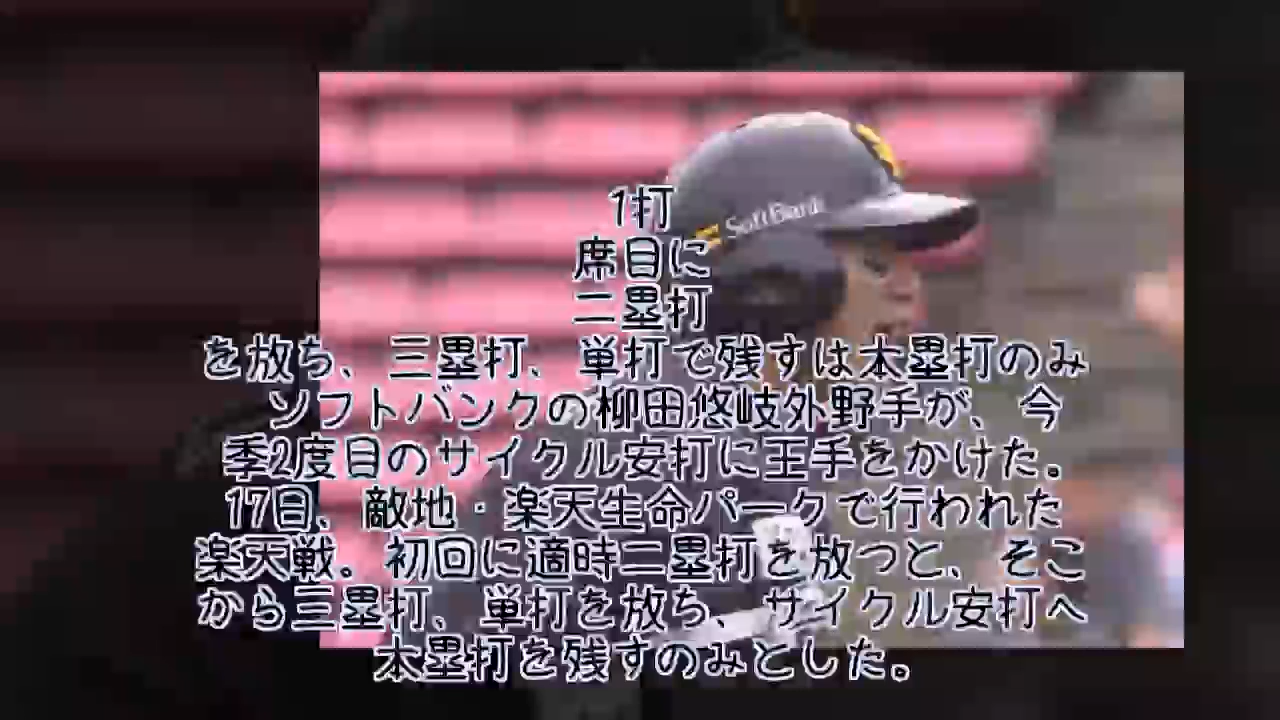 SoftBank
1打
席目に
二塁打
を放ち、三塁打、単打で残すは本塁打のみ
ソフトバンクの柳田悠岐外野手が、今
季2度目のサイクル安打に王手をかけた。
17日、敵地・楽天生命パークで行われた
楽天戦。初回に適時二塁打を放つと、そこ
から三塁打、単打を放ち、サイクル安打へ
本塁打を残すのみとした。